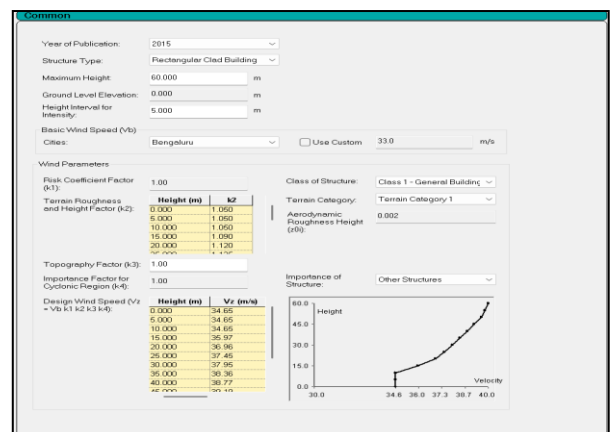 Common
Year of Publication: 2015
Structure Type: Rectangular Clad Building
Maximum Height: 60.000 m
Ground Level Elevation: 0.000 m
Height Interval for
Intensity: 5.000 m
Basic Wind Speed (Vb)
Cities: Bengaluru Use Custom 33.0 m/s
Wind Parameters
Risk Coefficient Factor
(k1): 1.00
Class of Structure: Class 1 - General Building
Terrain Roughness
and Height Factor (k2):
Height (m) k2
0.000 1.050
5.000 1.050
10.000 1.050
15.000 1.090
20.000 1.120
Terrain Category: Terrain Category 1
Aerodynamic
Roughness Height
(z0i): 0.002
Topography Factor (k3): 1.00
Importance Factor for
Cyclonic Region (k4): 1.00
Importance of
Structure: Other Structures
Design Wind Speed (Vz
= Vb k1 k2 k3 k4):
Height (m) Vz (m/s)
0.000 34.65
5.000 34.65
10.000 34.65
15.000 35.97
20.000 36.96
25.000 37.45
30.000 37.95
35.000 38.36
40.000 38.77
60.0 Height
45.0
30.0
15.0
0.0 Velocity
30.0 34.6 36.0 37.3 38.7 40.0